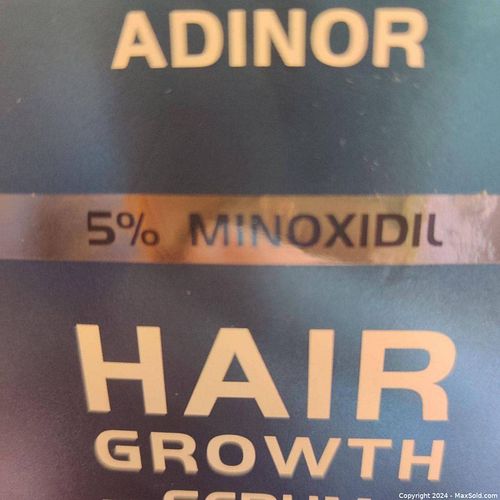 ADINOR
5% MINOXIDIL
HAIR
GROWTH
Copyright © 2024 - MaxSold.com